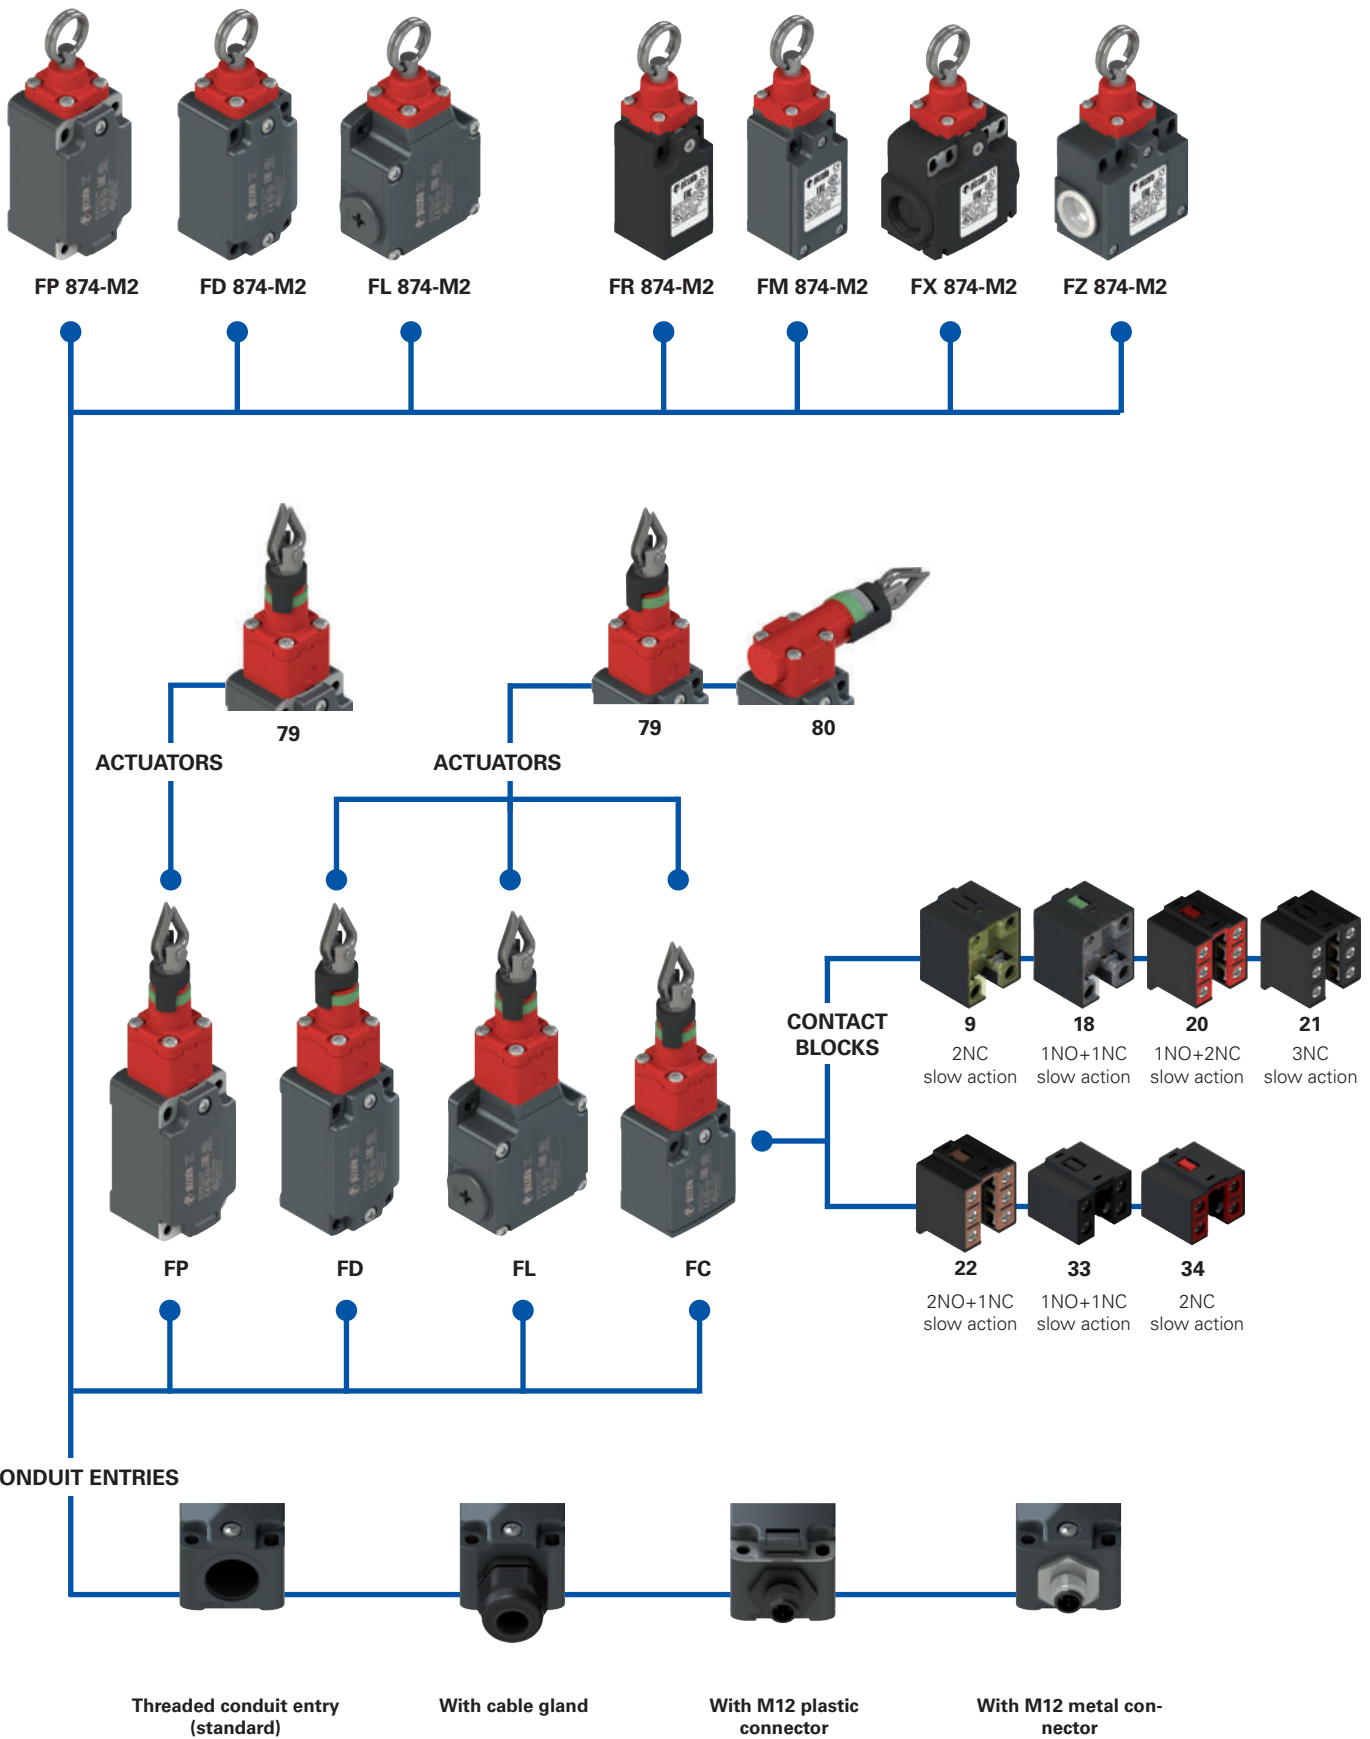 FP 874-M2
FD 874-M2
FL 874-M2
FR 874-M2
FM 874-M2
FX 874-M2
FZ 874-M2
79
79
80
ACTUATORS
ACTUATORS
CONTACT
BLOCKS
9
2NC
slow action
18
1NO+1NC
slow action
20
1NO+2NC
slow action
21
3NC
slow action
22
2NO+1NC
slow action
33
1NO+1NC
slow action
34
2NC
slow action
FP
FD
FL
FC
ONDUIT ENTRIES
Threaded conduit entry
(standard)
With cable gland
With M12 plastic
connector
With M12 metal con-
nector